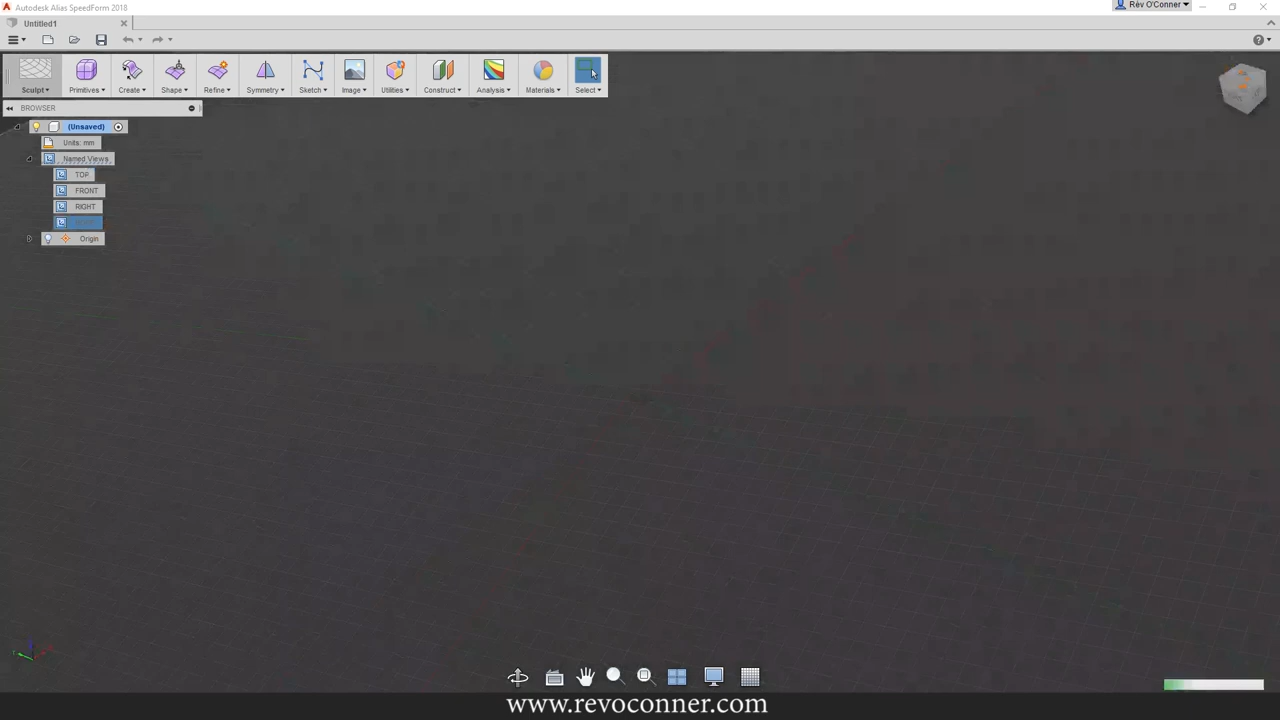 Autodesk Alias SpeedForm 2018
Rèv O'Conner
Untitled1
Sculpt
Primitives
Create
Shape
Refine
Symmetry
Sketch
Image
Utilities
Construct
Analysis
Materials
Select
BROWSER
(Unsaved)
Units: mm
Named Views
TOP
FRONT
RIGHT
Origin
www.revoconner.com